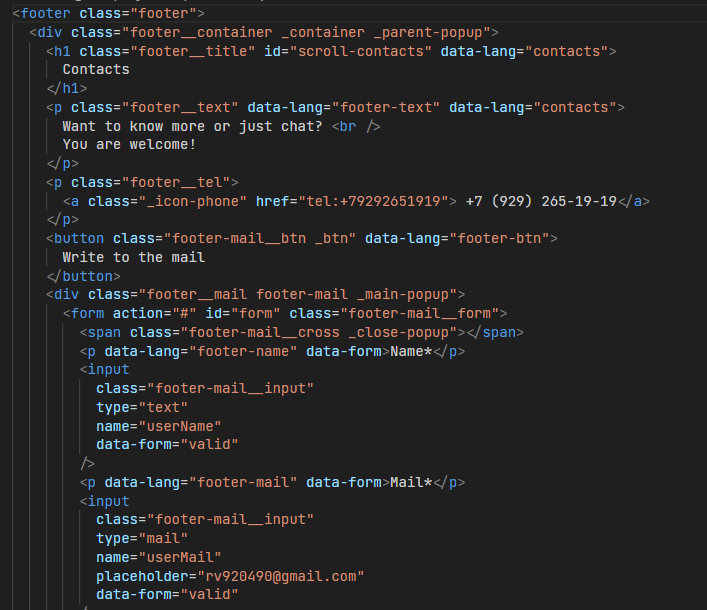 <footer class="footer">
<div class="footer__container _container _parent-popup">
<h1 class="footer__title" id="scroll-contacts" data-lang="contacts">
Contacts
</h1>
<p class="footer__text" data-lang="footer-text" data-lang="contacts">
Want to know more or just chat? <br />
You are welcome!
</p>
<p class="footer__tel">
<a class="_icon-phone" href="tel:+79292651919"> +7 (929) 265-19-19</a>
</p>
<button class="footer-mail__btn _btn" data-lang="footer-btn">
Write to the mail
</button>
<div class="footer__mail footer-mail _main-popup">
<form action="#" id="form" class="footer-mail__form">
<span class="footer-mail__cross _close-popup"></span>
<p data-lang="footer-name" data-form>Name*</p>
<input
class="footer-mail__input"
type="text"
name="userName"
data-form="valid"
/>
<p data-lang="footer-mail" data-form>Mail*</p>
<input
class="footer-mail__input"
type="mail"
name="userMail"
placeholder="rv920490@gmail.com"
data-form="valid"